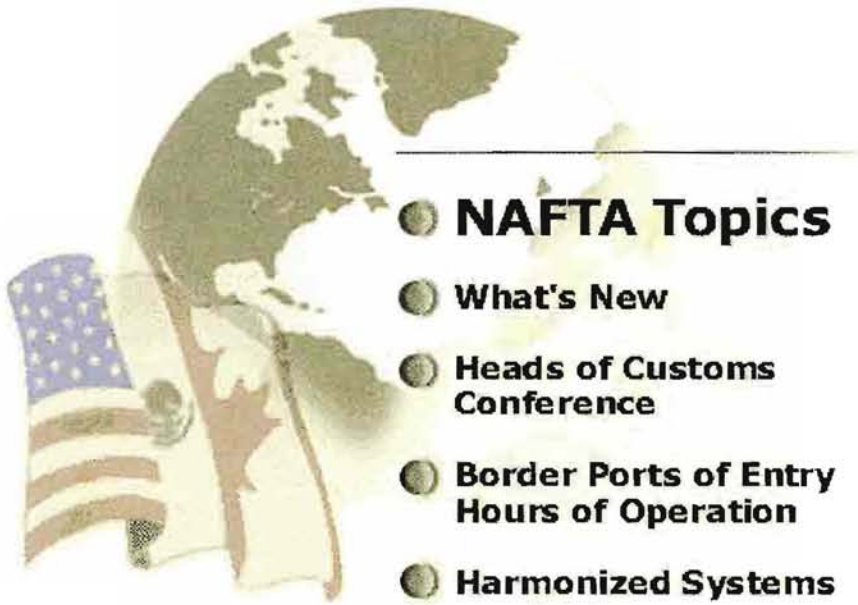 NAFTA Topics
What's New
Heads of Customs
Conference
Border Ports of Entry
Hours of Operation
Harmonized Systems